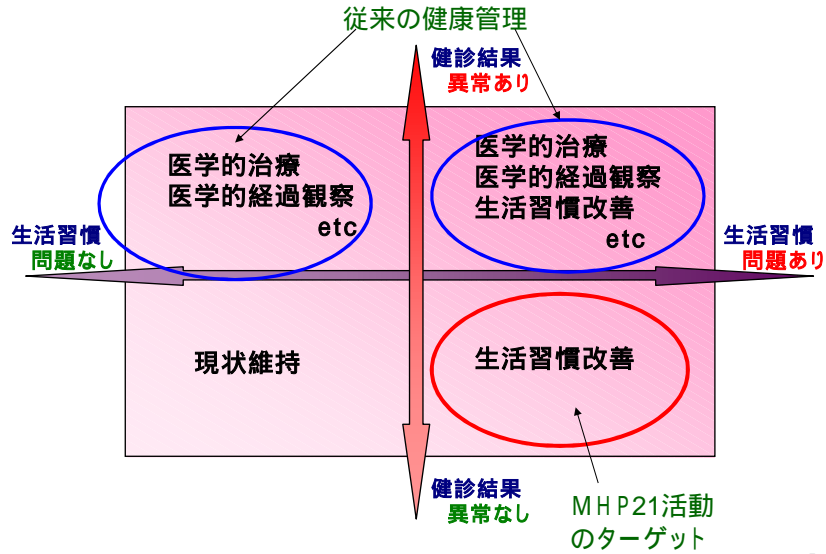 従来の健康管理
健診結果
異常あり
医学的治療
医学的経過観察
etc
医学的治療
医学的経過観察
生活習慣改善
etc
生活習慣
問題なし
生活習慣
問題あり
現状維持
生活習慣改善
健診結果
異常なし
MHP21活動
のターゲット